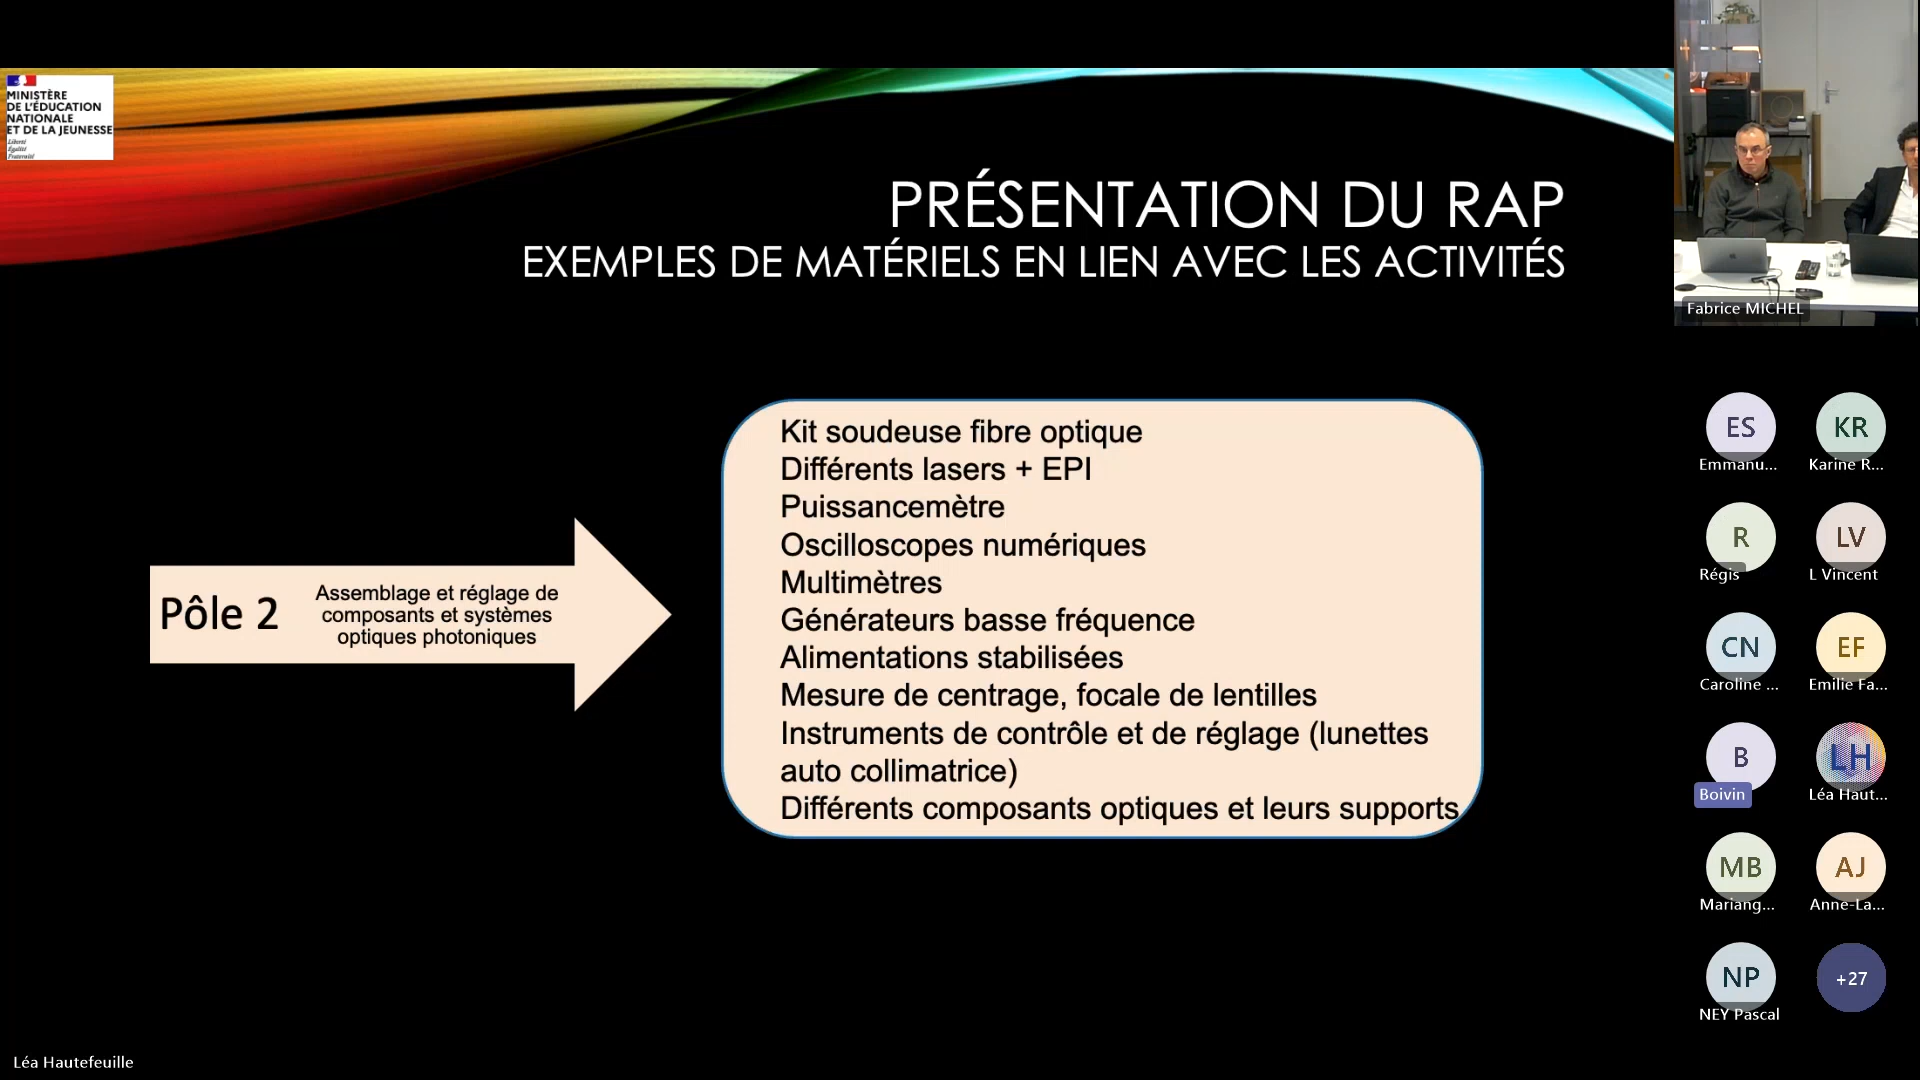 MINISTÈRE
DE L'ÉDUCATION
NATIONALE
ET DE LA JEUNESSE
Liberté
Égalité
Fraternité
PRÉSENTATION DU RAP
EXEMPLES DE MATÉRIELS EN LIEN AVEC LES ACTIVITÉS
Pôle 2
Assemblage et réglage de
composants et systèmes
optiques photoniques
Kit soudeuse fibre optique
Différents lasers + EPI
Puissancemètre
Oscilloscopes numériques
Multimètres
Générateurs basse fréquence
Alimentations stabilisées
Mesure de centrage, focale de lentilles
Instruments de contrôle et de réglage (lunettes
auto collimatrice)
Différents composants optiques et leurs supports
Fabrice MICHEL
ES
Emmanu...
KR
Karine R...
R
Régis
LV
L Vincent
CN
Caroline ...
EF
Emilie Fa...
B
Boivin
LH
Léa Haut...
MB
Mariang...
AJ
Anne-La...
NP
NEY Pascal
+27
Léa Hautefeuille